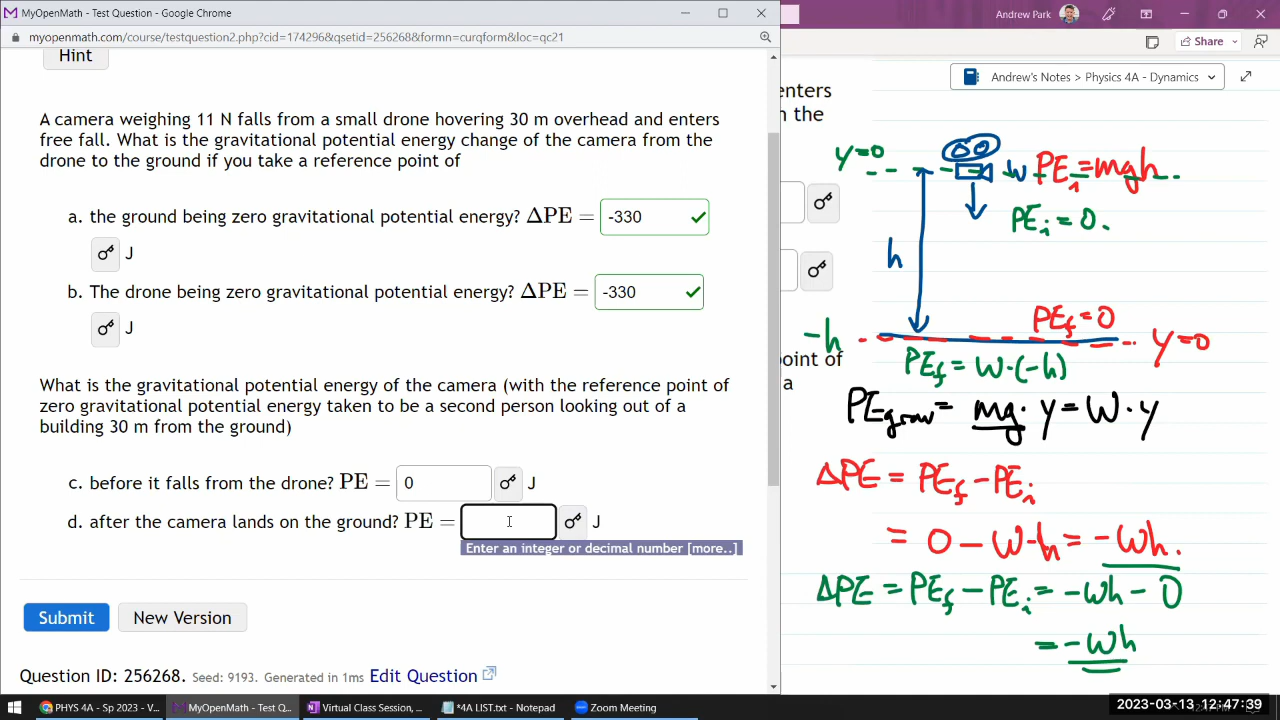 MyOpenMath - Test Question - Google Chrome
myopenmath.com/course/testquestion2.php?cid=174296&qsetid=256268&formn=curqform&loc=qc21
Hint
A camera weighing 11 N falls from a small drone hovering 30 m overhead and enters
free fall. What is the gravitational potential energy change of the camera from the
drone to the ground if you take a reference point of
a. the ground being zero gravitational potential energy? ΔPE = -330
J
b. The drone being zero gravitational potential energy? ΔPE = -330
J
What is the gravitational potential energy of the camera (with the reference point of
zero gravitational potential energy taken to be a second person looking out of a
building 30 m from the ground)
c. before it falls from the drone? PE = 0 J
d. after the camera lands on the ground? PE = J
Enter an integer or decimal number [more..]
Submit New Version
Question ID: 256268. Seed: 9193. Generated in 1ms Edit Question
Andrew Park
Share
Andrew's Notes > Physics 4A - Dynamics
enters
the
point of
a
y=0 W PEi=mgh
PEi = 0.
h
PEf = 0
-h y=0
PEf = W·(-h)
PEgrav = mg·y = W·y
ΔPE = PEf - PEi
= 0 - W·h = -Wh.
ΔPE = PEf - PEi = -Wh - 0
= -Wh
PHYS 4A - Sp 2023 - V... MyOpenMath - Test Q... Virtual Class Session, ... *4A LIST.txt - Notepad Zoom Meeting
2023-03-13 12:47:39